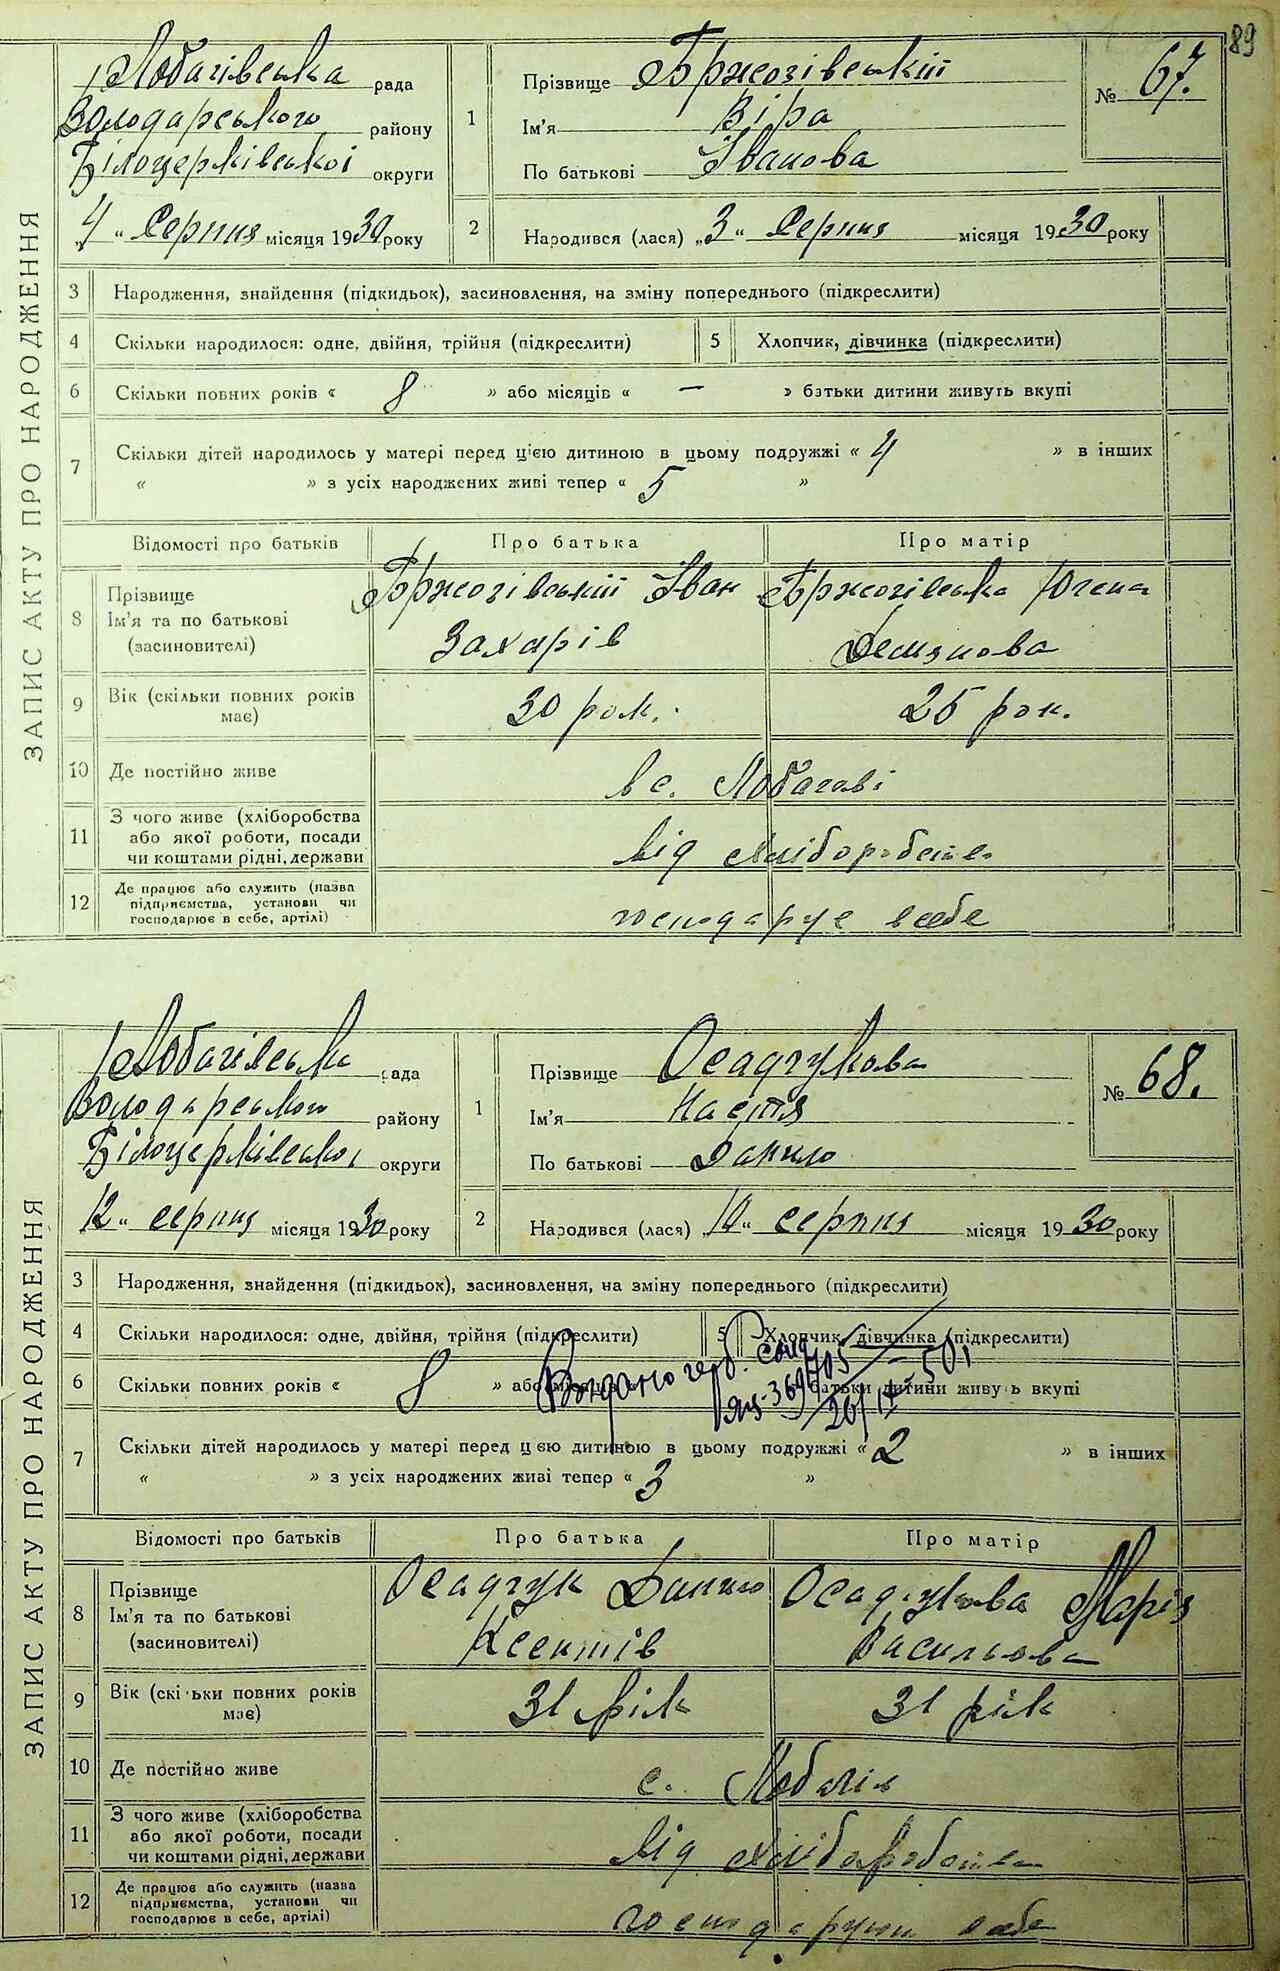 89
ЗАПИС АКТУ ПРО НАРОДЖЕННЯ
Лобачівська рада
Володарського району
Білоцерківської округи
„4“ Серпня місяця 1930 року
1
Прізвище Бржозівський
Ім'я Віра
По батькові Іванова
№ 67.
2
Народився (лася) „3“ Серпня місяця 1930 року
3 Народження, знайдення (підкидьок), засиновлення, на зміну попереднього (підкреслити)
4 Скільки народилося: одне, двійня, трійня (підкреслити) 5 Хлопчик, дівчинка (підкреслити)
6 Скільки повних років « 8 » або місяців « — » батьки дитини живуть вкупі
7 Скільки дітей народилось у матері перед цією дитиною в цьому подружжі « 4 » в інших
« » з усіх народжених живі тепер « 5 »
Відомості про батьків Про батька Про матір
8 Прізвище
Ім'я та по батькові
(засновителі)
Бржозівський Іван
Захарів
Бржозівська
Демянова
9 Вік (скільки повних років
має)
30 рок. 25 рок.
10 Де постійно живе в с. Лобачеві
11 З чого живе (хліборобства
або якої роботи, посади
чи коштами рідні, держави
від хліборобства
12 Де працює або служить (назва
підприємства, установи чи
господарює в себе, артілі)
господарує в себе
ЗАПИС АКТУ ПРО НАРОДЖЕННЯ
Лобачівська рада
Володарського району
Білоцерківської округи
12“ серпня місяця 1930 року
1
Прізвище Осадчукова
Ім'я Настя
По батькові Данило
№ 68.
2
Народився (лася) „10“ серпня місяця 1930 року
3 Народження, знайдення (підкидьок), засиновлення, на зміну попереднього (підкреслити)
4 Скільки народилося: одне, двійня, трійня (підкреслити) 5 Хлопчик, дівчинка (підкреслити)
6 Скільки повних років « 8 » або місяців батьки дитини живуть вкупі
Выдано герб.
7 Скільки дітей народилось у матері перед цією дитиною в цьому подружжі « 2 » в інших
« » з усіх народжених живі тепер « 3 »
Відомості про батьків Про батька Про матір
8 Прізвище
Ім'я та по батькові
(засиновителі)
Осадчук Данило
Осадчукова Марія
Васильова
9 Вік (скільки повних років
має)
31 рік 31 рік
10 Де постійно живе с. Лобачів
11 З чого живе (хліборобства
або якої роботи, посади
чи коштами рідні, держави
від хліборобства
12 Де працює або служить (назва
підприємства, установи чи
господарює в себе, артілі)
себе